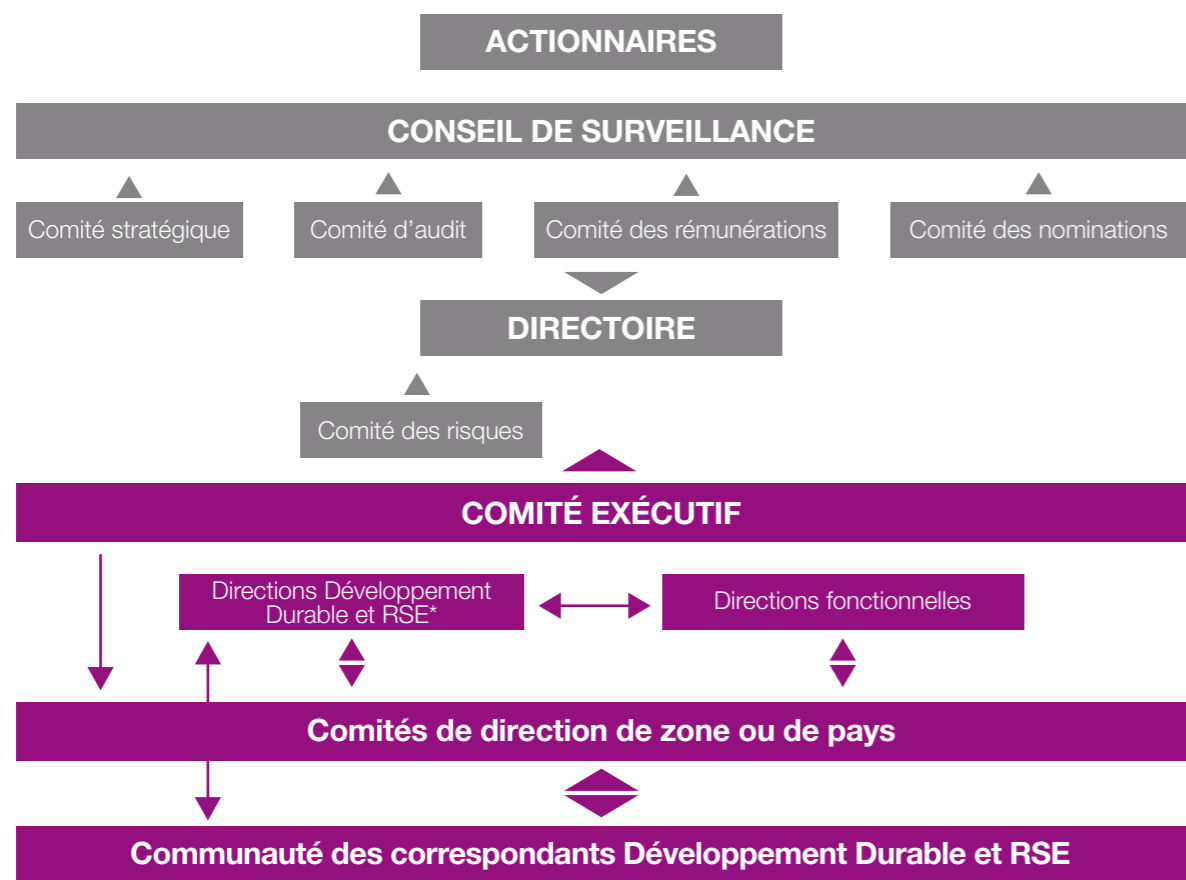 ACTIONNAIRES
CONSEIL DE SURVEILLANCE
Comité stratégique
Comité d’audit
Comité des rémunérations
Comité des nominations
DIRECTOIRE
Comité des risques
COMITÉ EXÉCUTIF
Directions Développement
Durable et RSE*
Directions fonctionnelles
Comités de direction de zone ou de pays
Communauté des correspondants Développement Durable et RSE